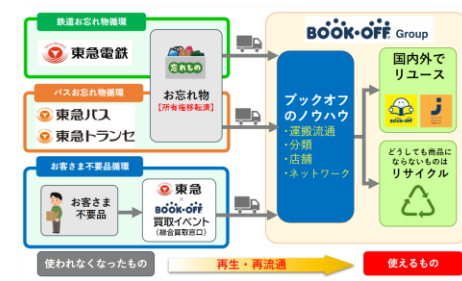 鉄道お忘れ物循環
東急電鉄
バスお忘れ物循環
東急バス
東急トランセ
忘れもの
お忘れ物
【所有権移転済】
お客さま不用品循環
お客さま
不用品
東急
×
BOOK・OFF
買取イベント
(総合買取窓口)
BOOK・OFF Group
ブックオフ
のノウハウ
・運搬流通
・分類
・店舗
・ネットワーク
国内外で
リユース
BOOK・OFF
J
どうしても商品に
ならないものは
リサイクル
使われなくなったもの
再生・再流通
使えるもの